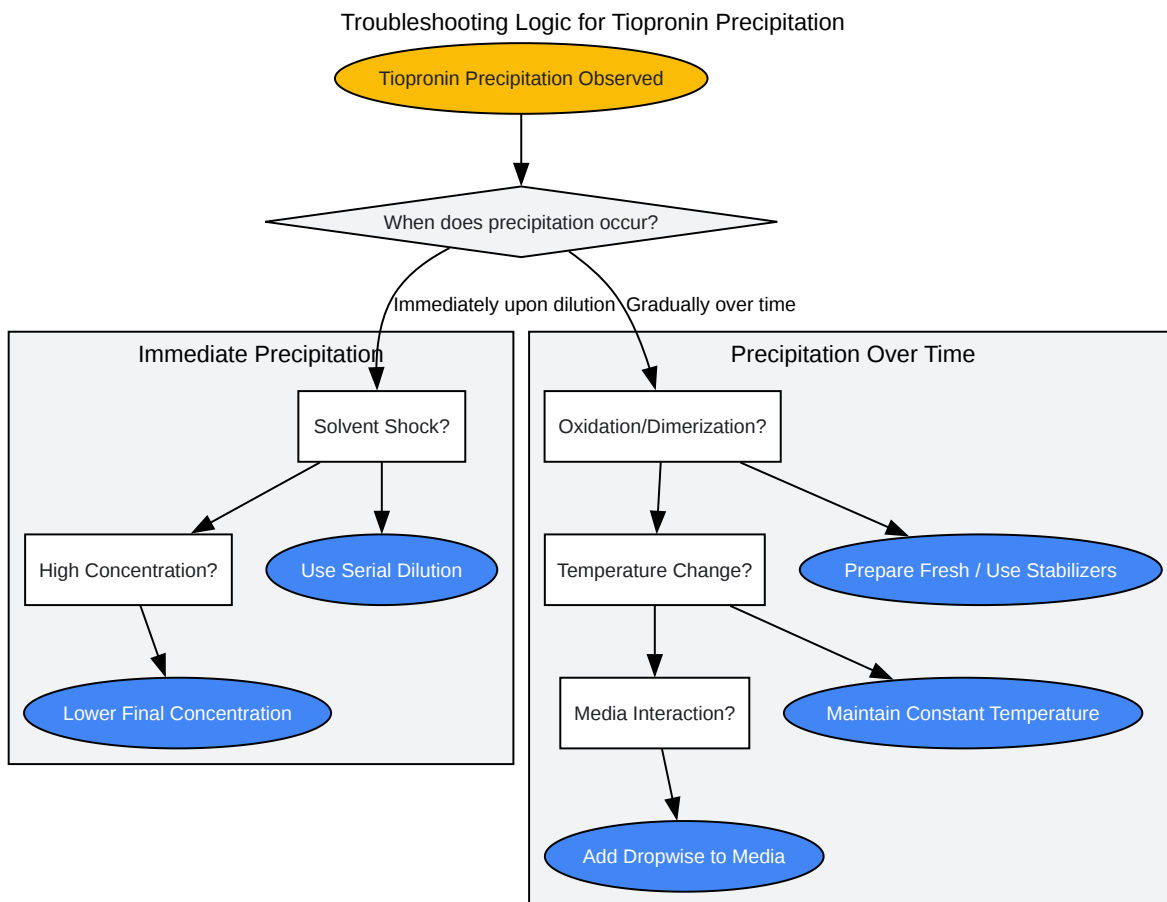 Troubleshooting Logic for Tiopronin Precipitation
Tiopronin Precipitation Observed
When does precipitation occur?
Immediately upon dilution
Gradually over time
Immediate Precipitation
Solvent Shock?
High Concentration?
Use Serial Dilution
Lower Final Concentration
Precipitation Over Time
Oxidation/Dimerization?
Temperature Change?
Prepare Fresh / Use Stabilizers
Media Interaction?
Maintain Constant Temperature
Add Dropwise to Media